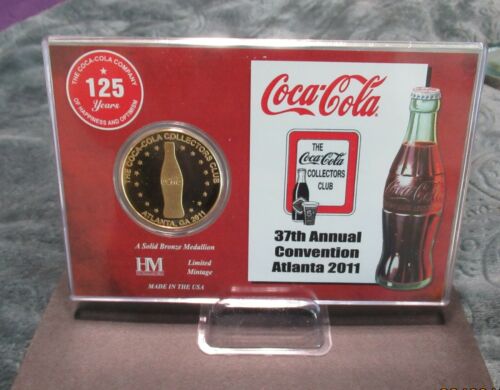 THE COCA-COLA COMPANY
125
Years
OF HAPPINESS AND OPTIMISM
THE COCA-COLA COLLECTORS CLUB
ATLANTA, GA 2011
A Solid Bronze Medallion
HM
Limited
Mintage
MADE IN THE USA
Coca-Cola
THE
Coca-Cola
COLLECTORS
CLUB
37th Annual
Convention
Atlanta 2011
Coca-Cola